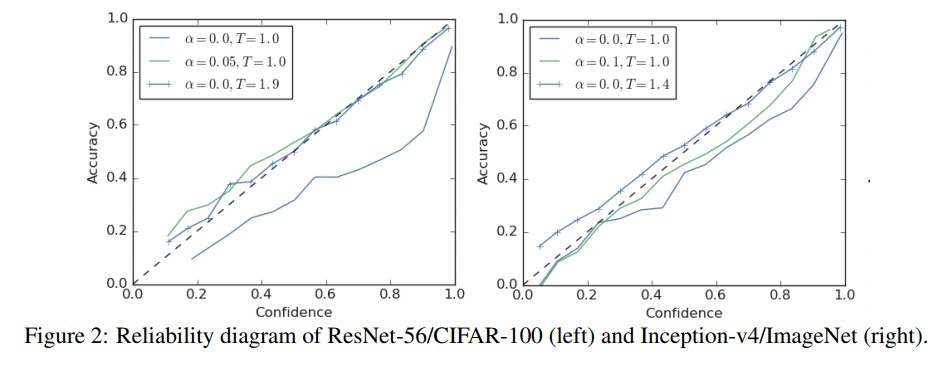 1.0
0.8
0.6
0.4
0.2
0.0
Accuracy
α=0.0,T=1.0
α=0.05,T=1.0
α=0.0,T=1.9
0.0 0.2 0.4 0.6 0.8 1.0
Confidence
1.0
0.8
0.6
0.4
0.2
0.0
Accuracy
α=0.0,T=1.0
α=0.1,T=1.0
α=0.0,T=1.4
0.0 0.2 0.4 0.6 0.8 1.0
Confidence
Figure 2: Reliability diagram of ResNet-56/CIFAR-100 (left) and Inception-v4/ImageNet (right).